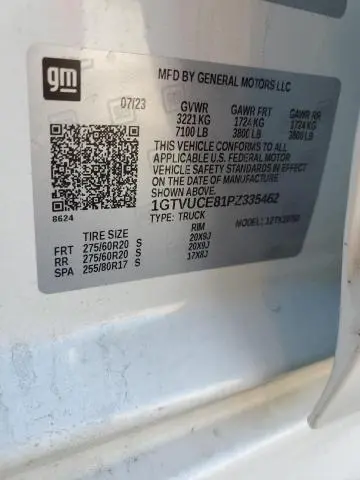 gm
MFD BY GENERAL MOTORS LLC
07/23 GVWR GAWR FRT GAWR RR
3221 KG 1724 KG 1724 KG
7100 LB 3800 LB 3800 LB
THIS VEHICLE CONFORMS TO ALL
APPLICABLE U.S. FEDERAL MOTOR
VEHICLE SAFETY STANDARDS IN
EFFECT ON THE DATE OF MANUFACTURE
SHOWN ABOVE.
8624
1GTVUCE81PZ335462
TYPE: TRUCK MODEL:
TIRE SIZE RIM
FRT 275/60R20 S 20X9J
RR 275/60R20 S 20X9J
SPA 255/80R17 S 17X8J